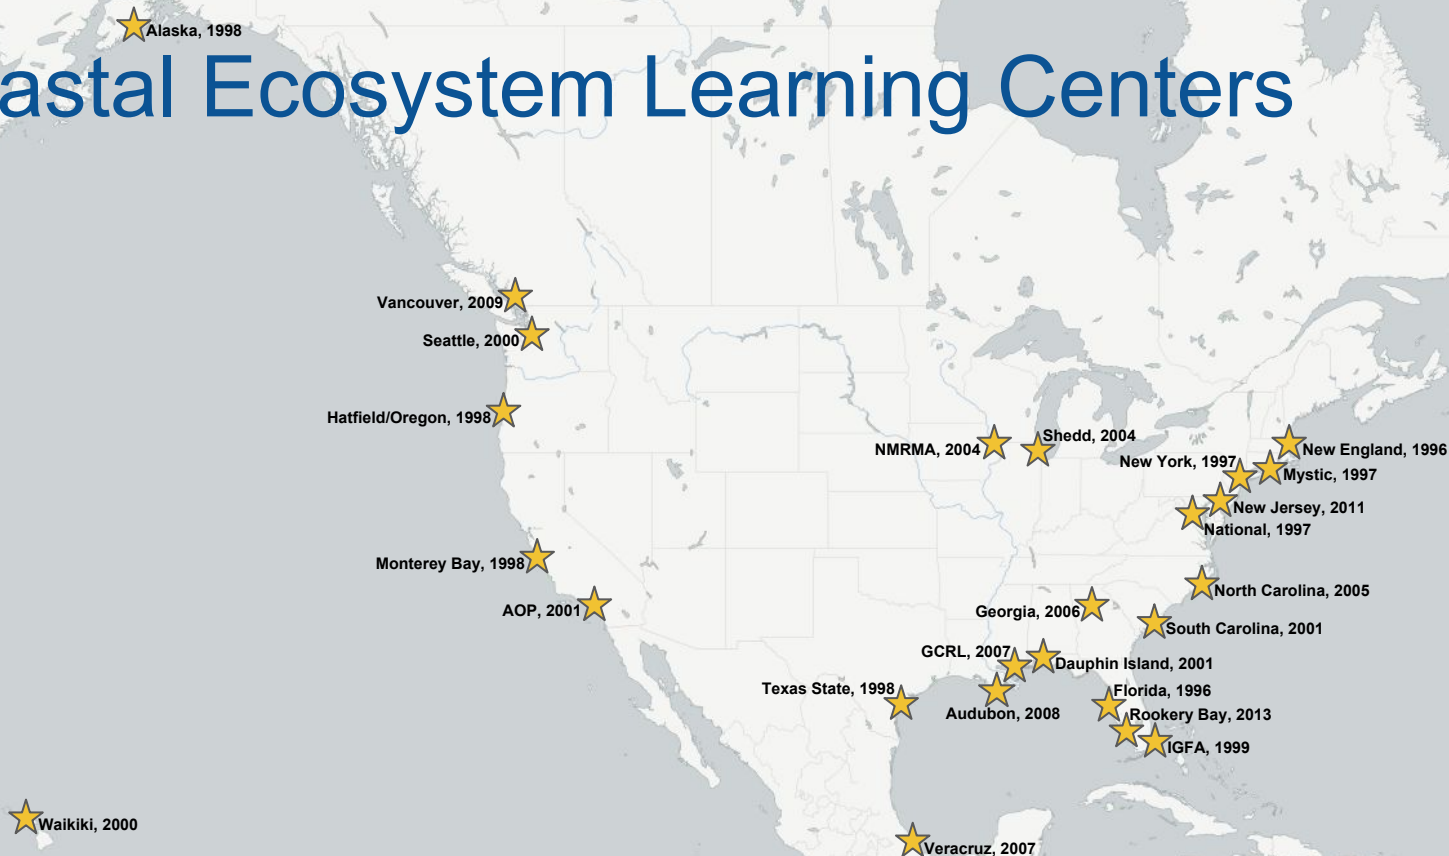 Alaska, 1998
astal Ecosystem Learning Centers
Vancouver, 2009
Seattle, 2000
Hatfield/Oregon, 1998
NMRMA, 2004
Shedd, 2004
New England, 1996
New York, 1997
Mystic, 1997
New Jersey, 2011
National, 1997
Monterey Bay, 1998
North Carolina, 2005
AOP, 2001
Georgia, 2006
South Carolina, 2001
GCRL, 2007
Dauphin Island, 2001
Texas State, 1998
Florida, 1996
Audubon, 2008
Rookery Bay, 2013
IGFA, 1999
Waikiki, 2000
Veracruz, 2007